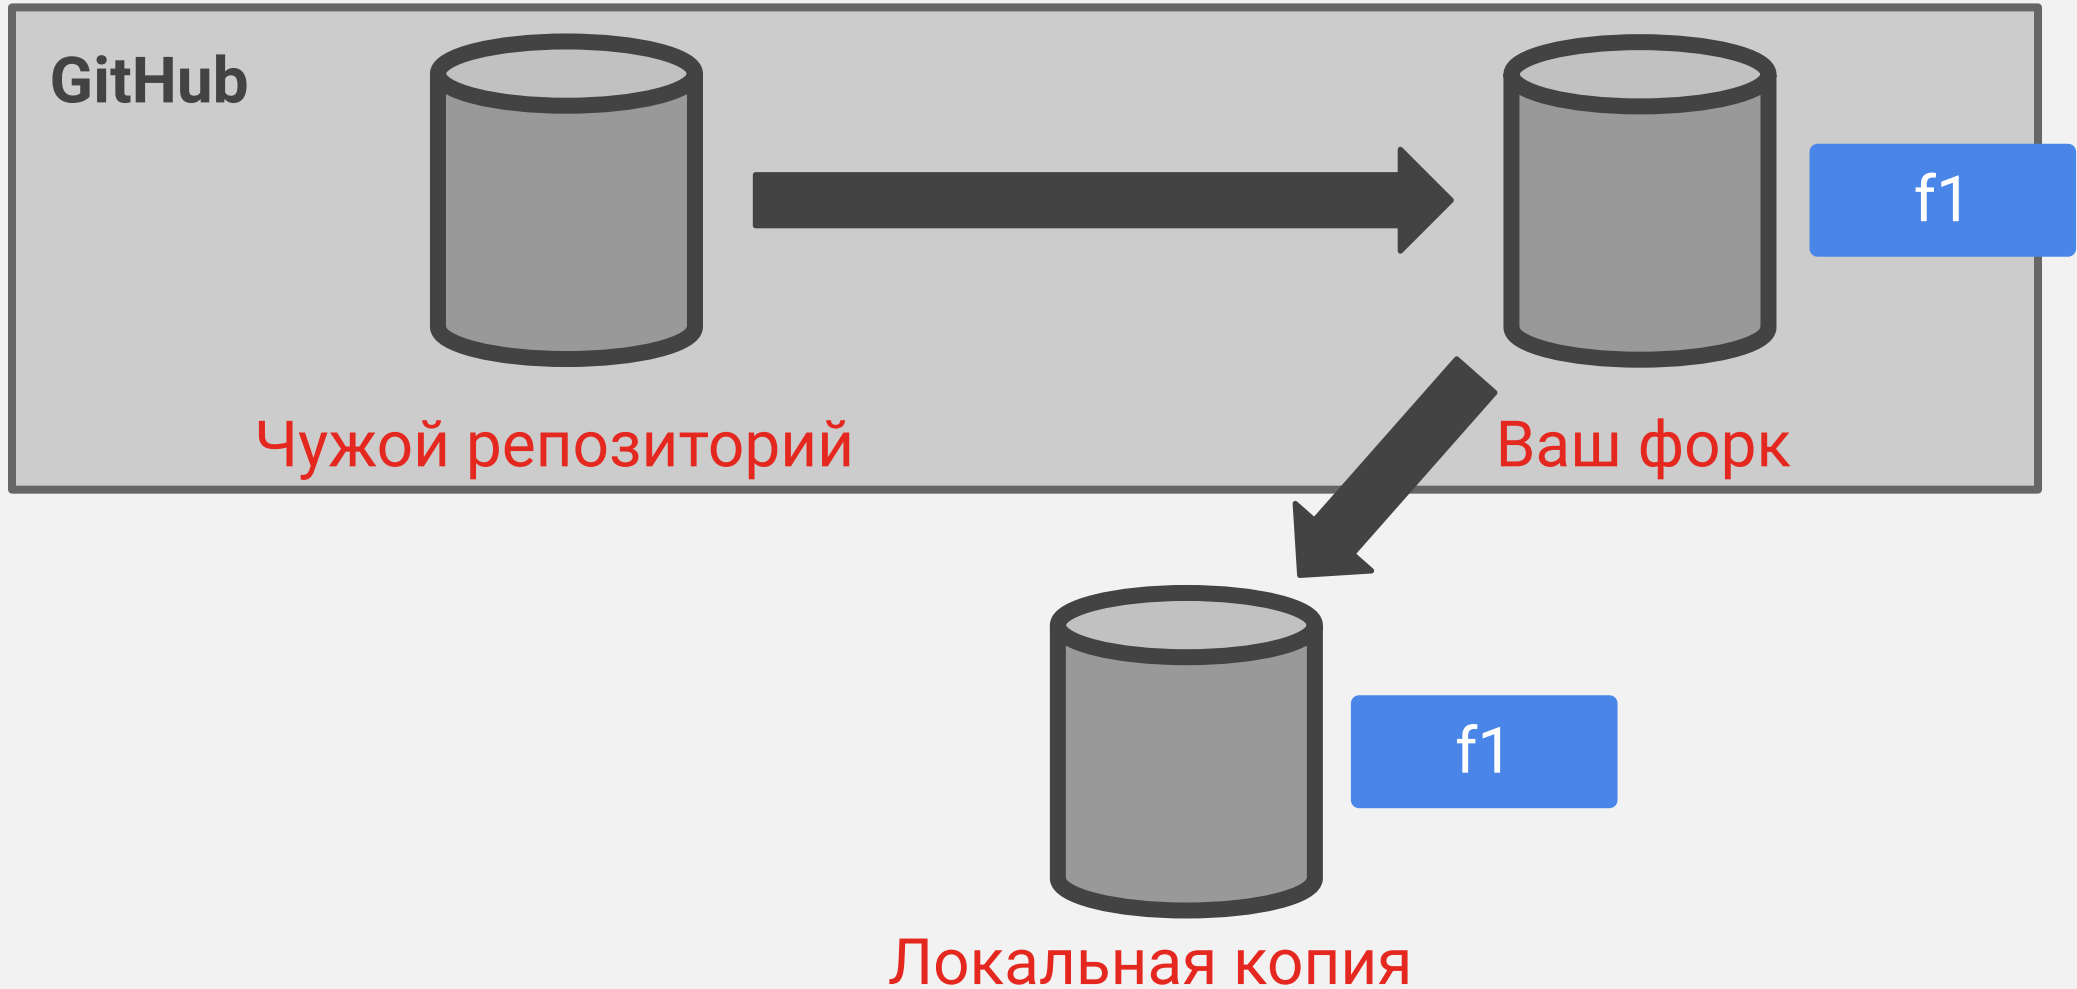 GitHub
f1
Чужой репозиторий
Ваш форк
f1
Локальная копия